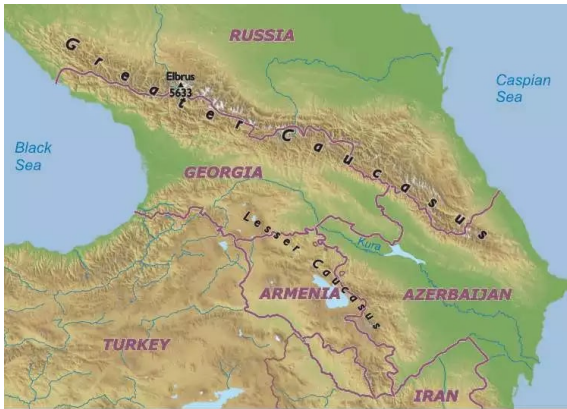 RUSSIA
Greater Caucasus
Elbrus
5633
Caspian
Sea
Black
Sea
GEORGIA
Lesser Caucasus
Kura
ARMENIA
AZERBAIJAN
TURKEY
IRAN